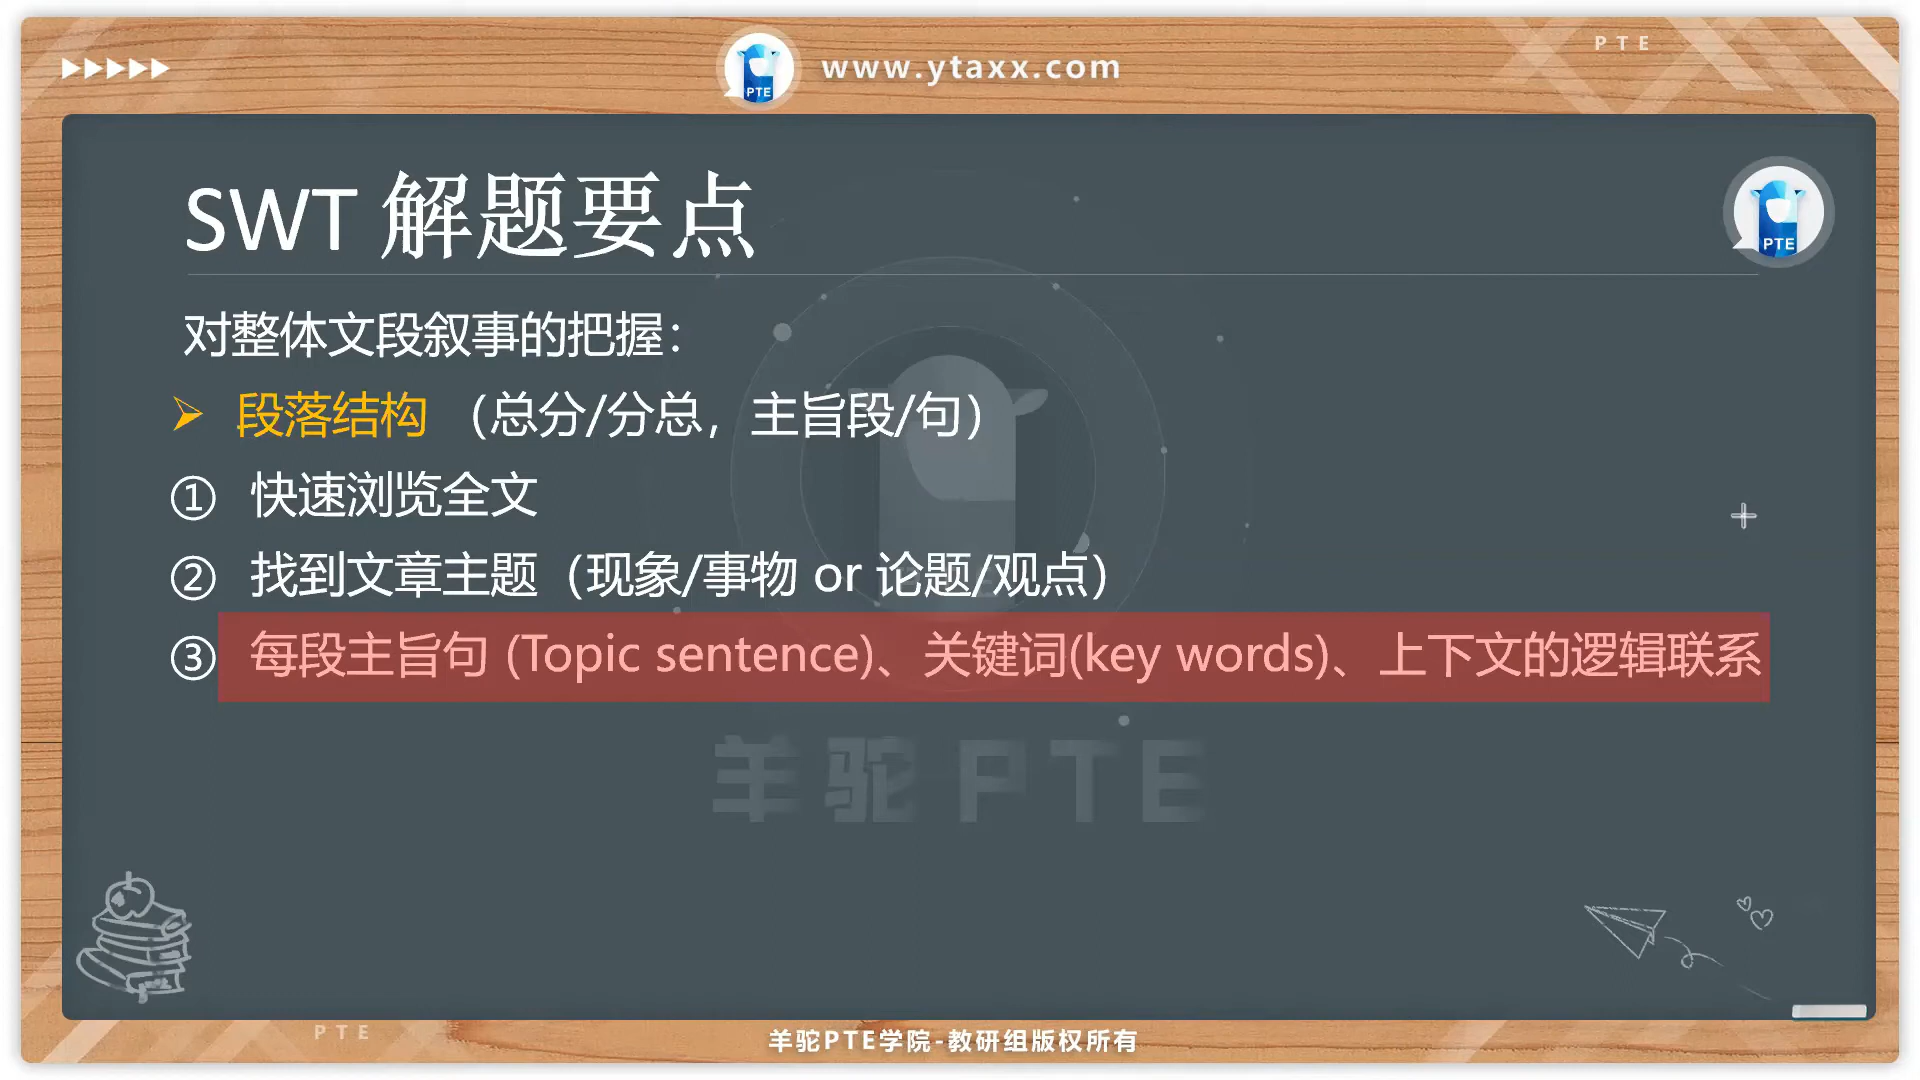 PTE
PTE
www.ytaxx.com
SWT 解题要点
PTE
对整体文段叙事的把握：
➢ 段落结构 （总分/分总，主旨段/句）
① 快速浏览全文
② 找到文章主题（现象/事物 or 论题/观点）
③ 每段主旨句 (Topic sentence)、关键词(key words)、上下文的逻辑联系
羊驼PTE
PTE
羊驼PTE学院-教研组版权所有